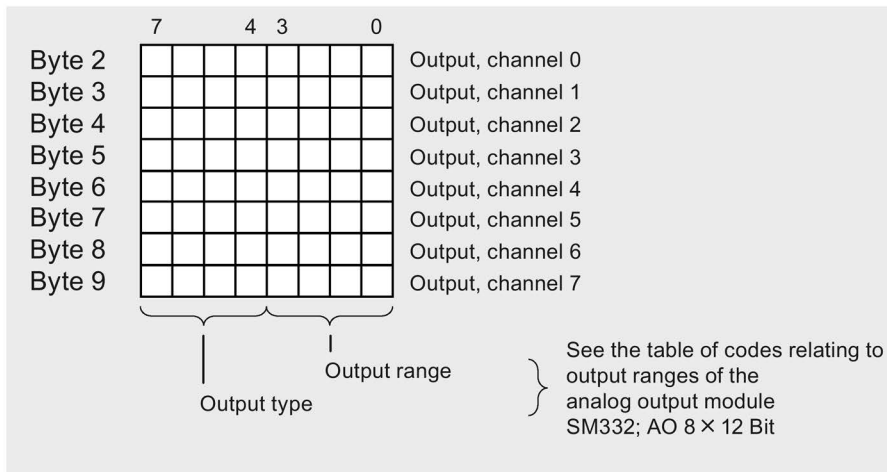 7 4 3 0
Byte 2 Output, channel 0
Byte 3 Output, channel 1
Byte 4 Output, channel 2
Byte 5 Output, channel 3
Byte 6 Output, channel 4
Byte 7 Output, channel 5
Byte 8 Output, channel 6
Byte 9 Output, channel 7
Output range
Output type
See the table of codes relating to
output ranges of the
analog output module
SM332; AO 8 × 12 Bit